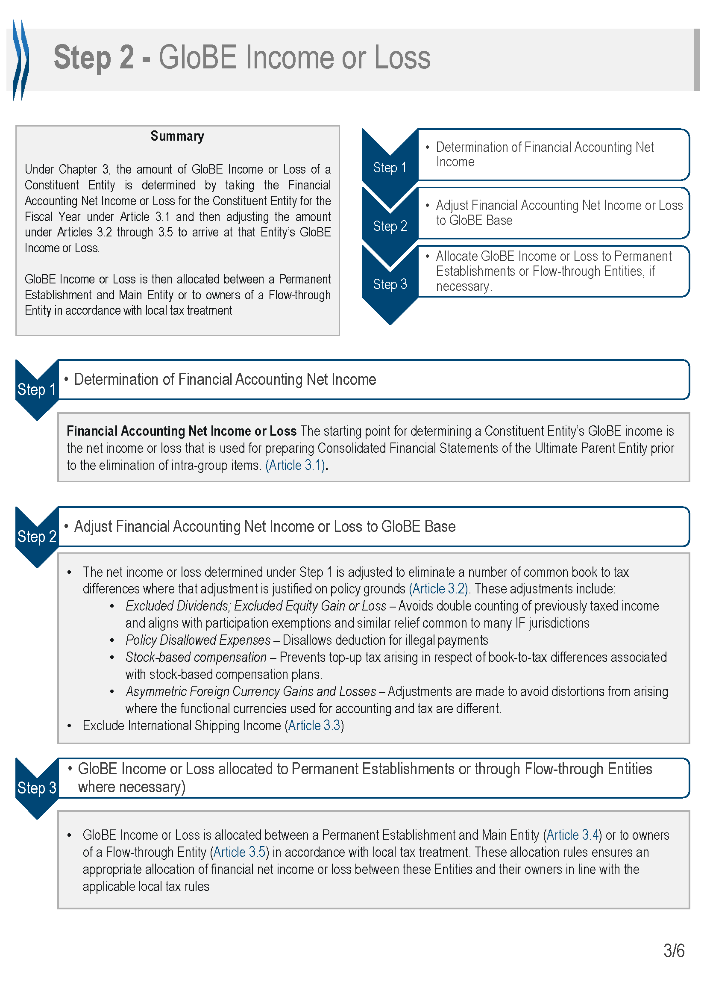 Step 2 - GloBE Income or Loss
Summary
Under Chapter 3, the amount of GloBE Income or Loss of a
Constituent Entity is determined by taking the Financial
Accounting Net Income or Loss for the Constituent Entity for the
Fiscal Year under Article 3.1 and then adjusting the amount
under Articles 3.2 through 3.5 to arrive at that Entity’s GloBE
Income or Loss.
GloBE Income or Loss is then allocated between a Permanent
Establishment and Main Entity or to owners of a Flow-through
Entity in accordance with local tax treatment
Step 1
• Determination of Financial Accounting Net
Income
Step 2
• Adjust Financial Accounting Net Income or Loss
to GloBE Base
Step 3
• Allocate GloBE Income or Loss to Permanent
Establishments or Flow-through Entities, if
necessary.
Step 1
• Determination of Financial Accounting Net Income
Financial Accounting Net Income or Loss The starting point for determining a Constituent Entity’s GloBE income is
the net income or loss that is used for preparing Consolidated Financial Statements of the Ultimate Parent Entity prior
to the elimination of intra-group items. (Article 3.1).
Step 2
• Adjust Financial Accounting Net Income or Loss to GloBE Base
• The net income or loss determined under Step 1 is adjusted to eliminate a number of common book to tax
differences where that adjustment is justified on policy grounds (Article 3.2). These adjustments include:
• Excluded Dividends; Excluded Equity Gain or Loss – Avoids double counting of previously taxed income
and aligns with participation exemptions and similar relief common to many IF jurisdictions
• Policy Disallowed Expenses – Disallows deduction for illegal payments
• Stock-based compensation – Prevents top-up tax arising in respect of book-to-tax differences associated
with stock-based compensation plans.
• Asymmetric Foreign Currency Gains and Losses – Adjustments are made to avoid distortions from arising
where the functional currencies used for accounting and tax are different.
• Exclude International Shipping Income (Article 3.3)
Step 3
• GloBE Income or Loss allocated to Permanent Establishments or through Flow-through Entities
where necessary)
• GloBE Income or Loss is allocated between a Permanent Establishment and Main Entity (Article 3.4) or to owners
of a Flow-through Entity (Article 3.5) in accordance with local tax treatment. These allocation rules ensures an
appropriate allocation of financial net income or loss between these Entities and their owners in line with the
applicable local tax rules
3/6